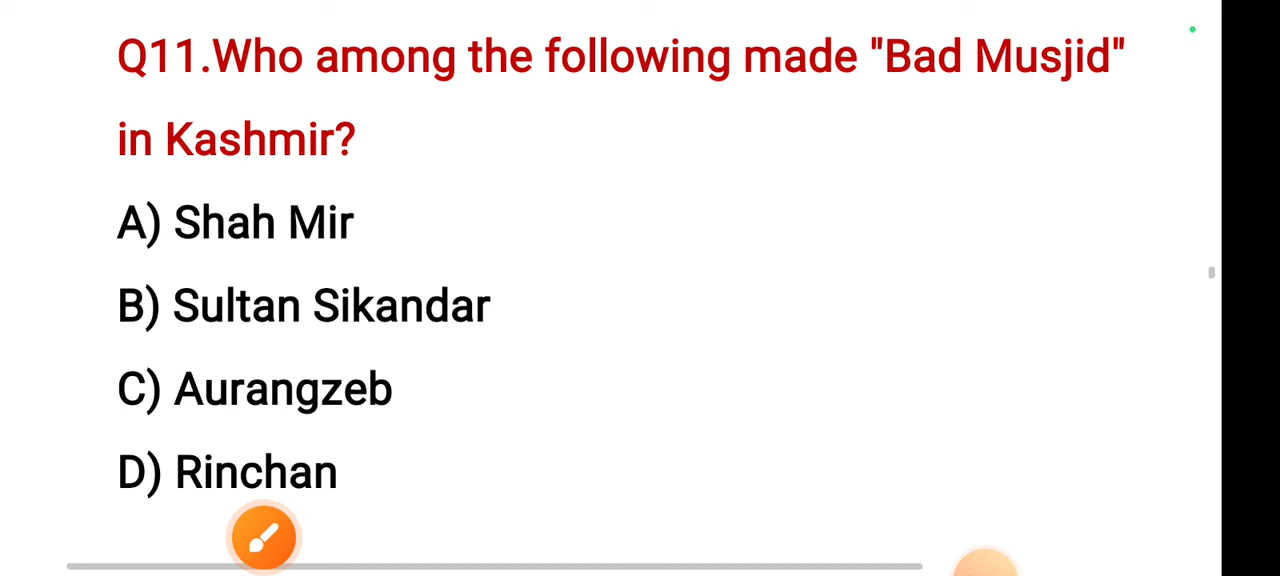 Q11.Who among the following made "Bad Musjid"
in Kashmir?
A) Shah Mir
B) Sultan Sikandar
C) Aurangzeb
D) Rinchan